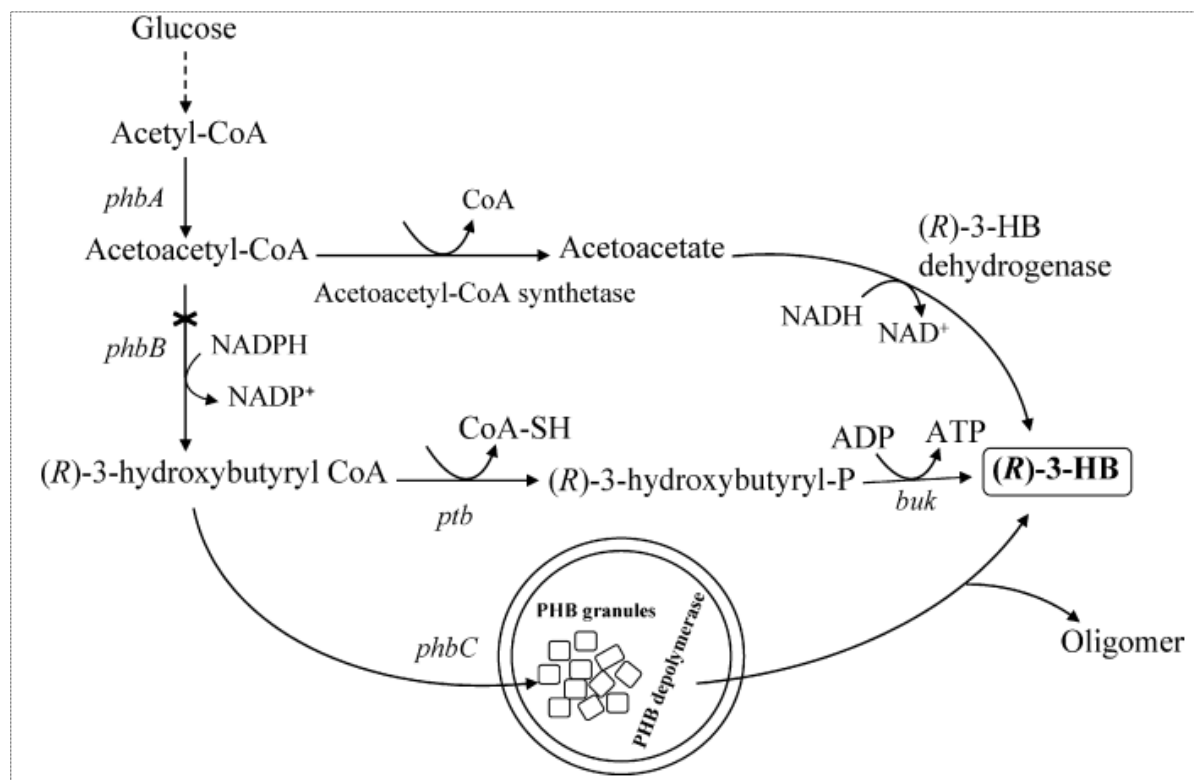 Glucose
Acetyl-CoA
phbA
CoA
Acetoacetyl-CoA
Acetoacetate
(R)-3-HB
dehydrogenase
Acetoacetyl-CoA synthetase
NADH
NAD+
phbB
NADPH
NADP+
CoA-SH
ADP
ATP
(R)-3-hydroxybutyryl CoA
(R)-3-hydroxybutyryl-P
(R)-3-HB
ptb
buk
PHB granules
PHB depolymerase
phbC
Oligomer